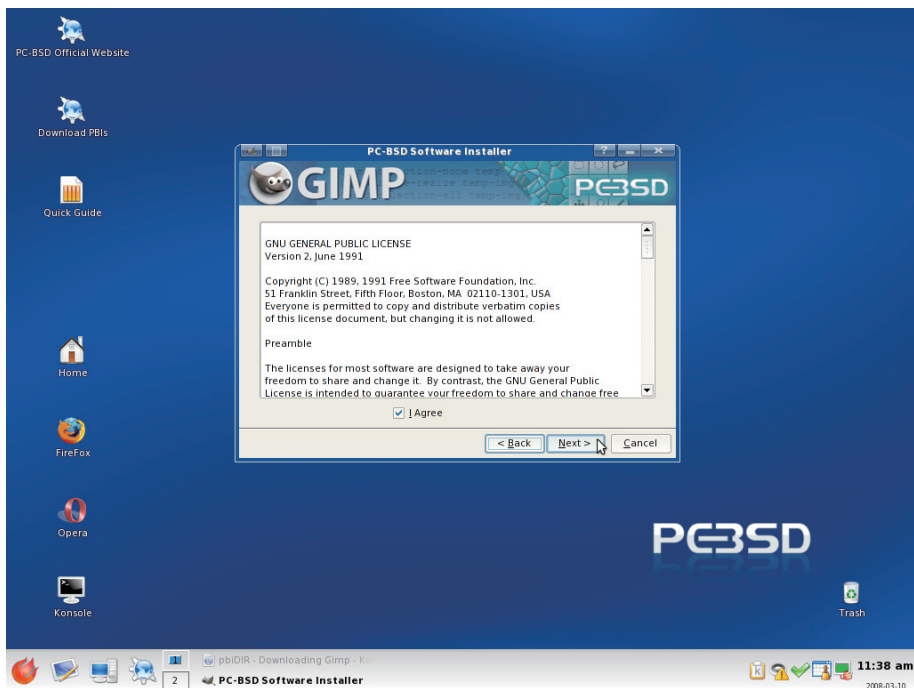 PC-BSD Official Website
Download PBIs
Quick Guide
Home
FireFox
Opera
Konsole
PC-BSD Software Installer
GIMP
PCBSD
GNU GENERAL PUBLIC LICENSE
Version 2, June 1991
Copyright (C) 1989, 1991 Free Software Foundation, Inc.
51 Franklin Street, Fifth Floor, Boston, MA 02110-1301, USA
Everyone is permitted to copy and distribute verbatim copies
of this license document, but changing it is not allowed.
Preamble
The licenses for most software are designed to take away your
freedom to share and change it. By contrast, the GNU General Public
License is intended to guarantee your freedom to share and change free
I Agree
< Back
Next >
Cancel
PCBSD
Trash
1
2
pbiDIR - Downloading Gimp - Ko
PC-BSD Software Installer
11:38 am
2008-03-10